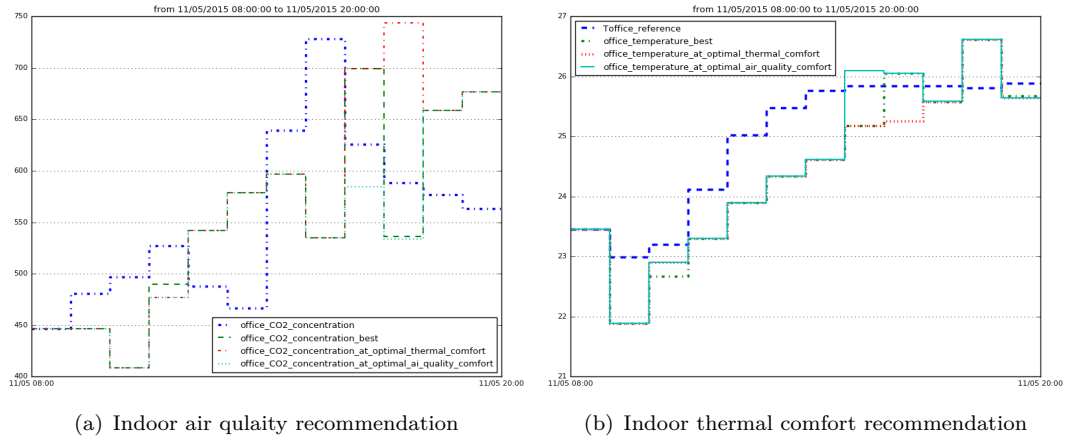 from 11/05/2015 08:00:00 to 11/05/2015 20:00:00
750
700
650
600
550
500
450
400
11/05 08:00
11/05 20:00
office_CO2_concentration
office_CO2_concentration_best
office_CO2_concentration_at_optimal_thermal_comfort
office_CO2_concentration_at_optimal_ai_quality_comfort
(a) Indoor air qulaity recommendation
from 11/05/2015 08:00:00 to 11/05/2015 20:00:00
27
26
25
24
23
22
21
11/05 08:00
11/05 20:00
Toffice_reference
office_temperature_best
office_temperature_at_optimal_thermal_comfort
office_temperature_at_optimal_air_quality_comfort
(b) Indoor thermal comfort recommendation